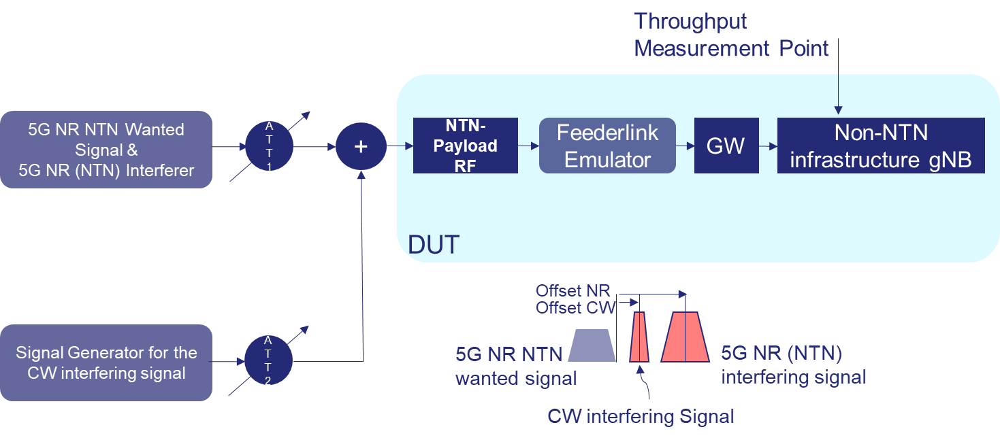 Throughput
Measurement Point
5G NR NTN Wanted
Signal &
5G NR (NTN) Interferer
ATT1
+
NTN-
Payload
RF
Feederlink
Emulator
GW
Non-NTN
infrastructure gNB
DUT
Signal Generator for the
CW interfering signal
ATT2
Offset NR
Offset CW
5G NR NTN
wanted signal
5G NR (NTN)
interfering signal
CW interfering Signal